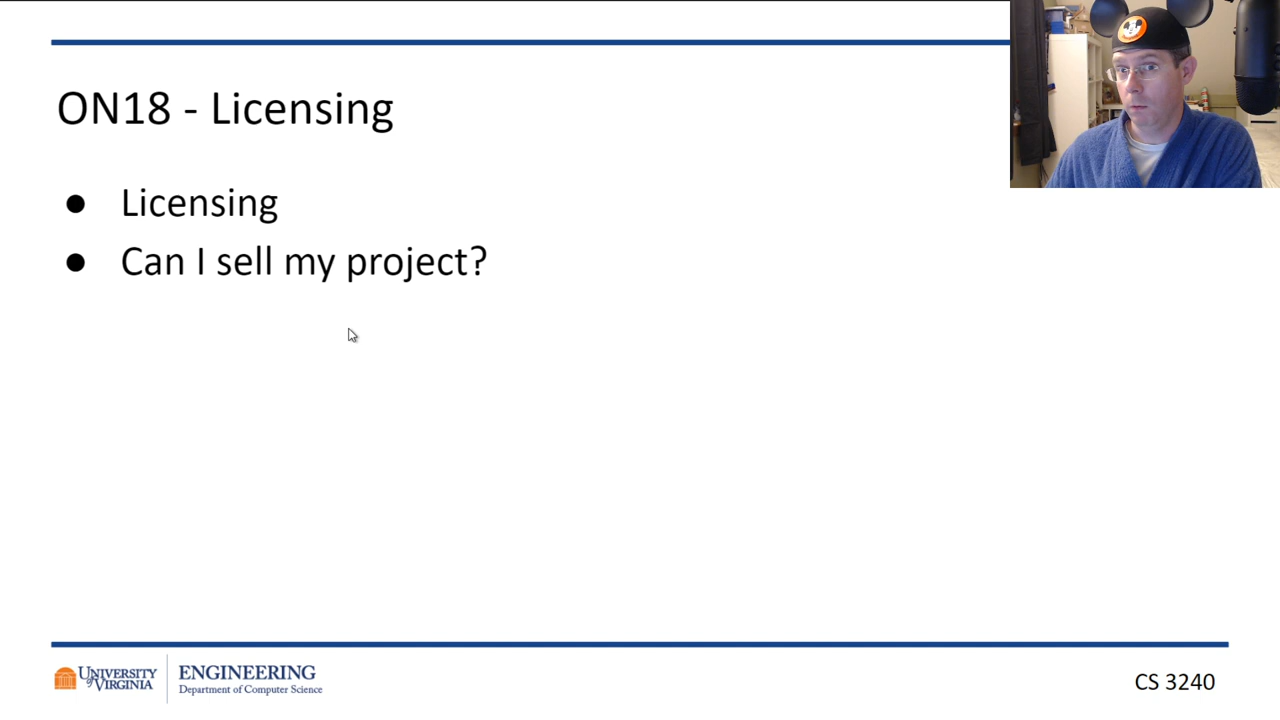 ON18 - Licensing
● Licensing
● Can I sell my project?
UNIVERSITY
of VIRGINIA
ENGINEERING
Department of Computer Science
CS 3240